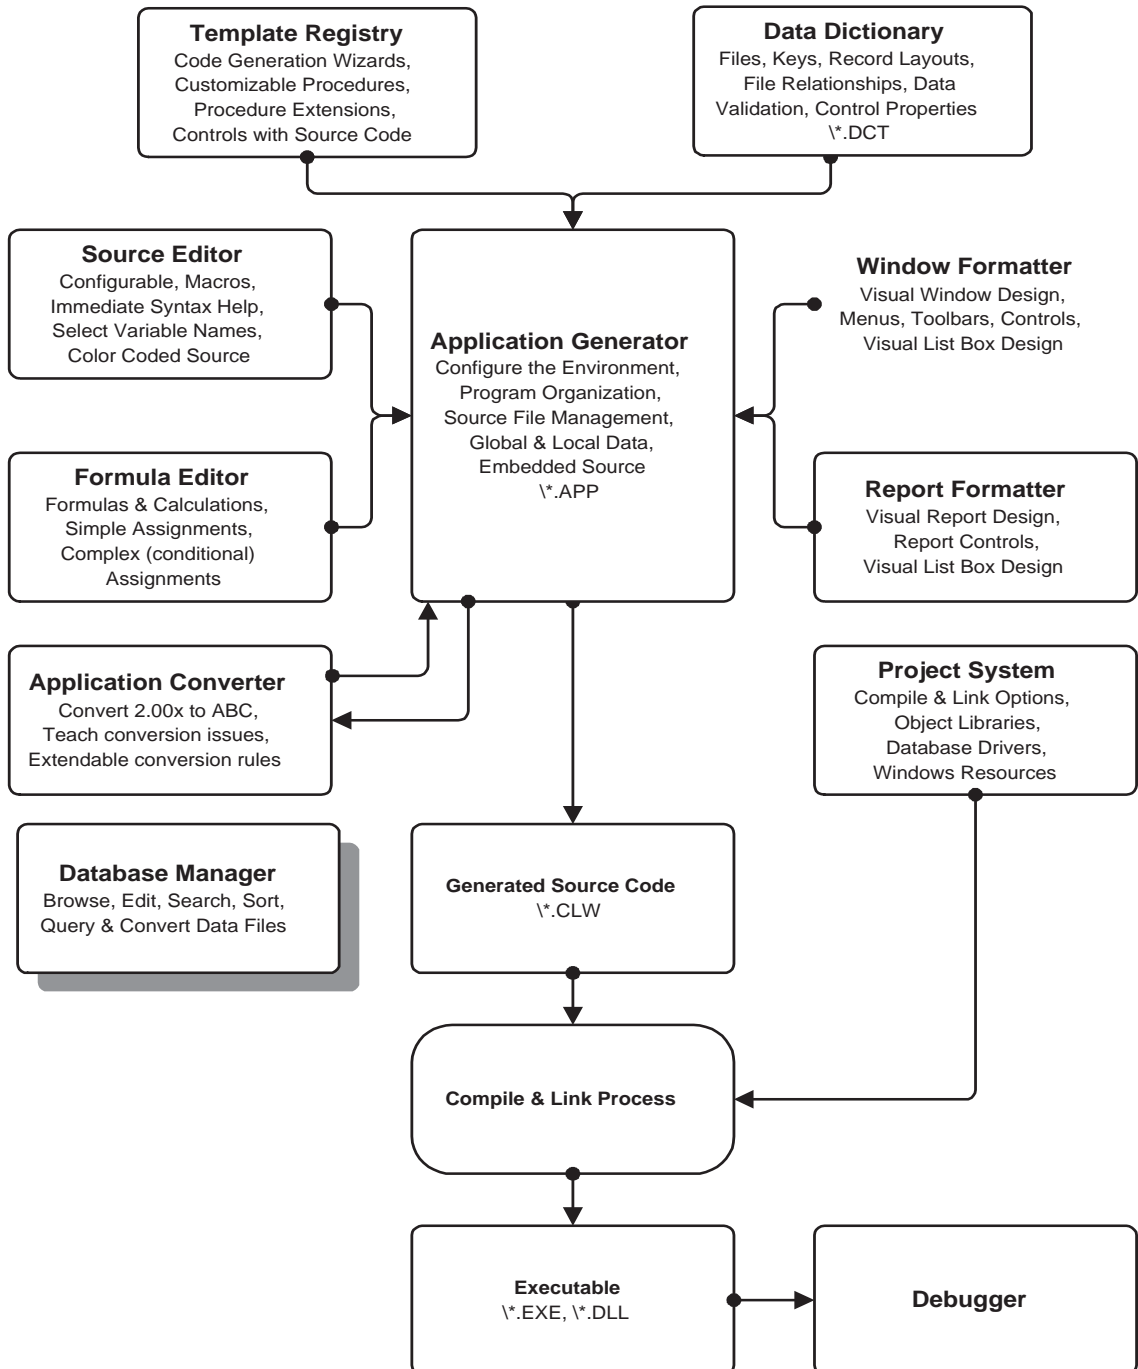 Template Registry
Code Generation Wizards,
Customizable Procedures,
Procedure Extensions,
Controls with Source Code
Data Dictionary
Files, Keys, Record Layouts,
File Relationships, Data
Validation, Control Properties
\*.DCT
Source Editor
Configurable, Macros,
Immediate Syntax Help,
Select Variable Names,
Color Coded Source
Application Generator
Configure the Environment,
Program Organization,
Source File Management,
Global & Local Data,
Embedded Source
\*.APP
Window Formatter
Visual Window Design,
Menus, Toolbars, Controls,
Visual List Box Design
Formula Editor
Formulas & Calculations,
Simple Assignments,
Complex (conditional)
Assignments
Report Formatter
Visual Report Design,
Report Controls,
Visual List Box Design
Application Converter
Convert 2.00x to ABC,
Teach conversion issues,
Extendable conversion rules
Project System
Compile & Link Options,
Object Libraries,
Database Drivers,
Windows Resources
Database Manager
Browse, Edit, Search, Sort,
Query & Convert Data Files
Generated Source Code
\*.CLW
Compile & Link Process
Executable
\*.EXE, \*.DLL
Debugger